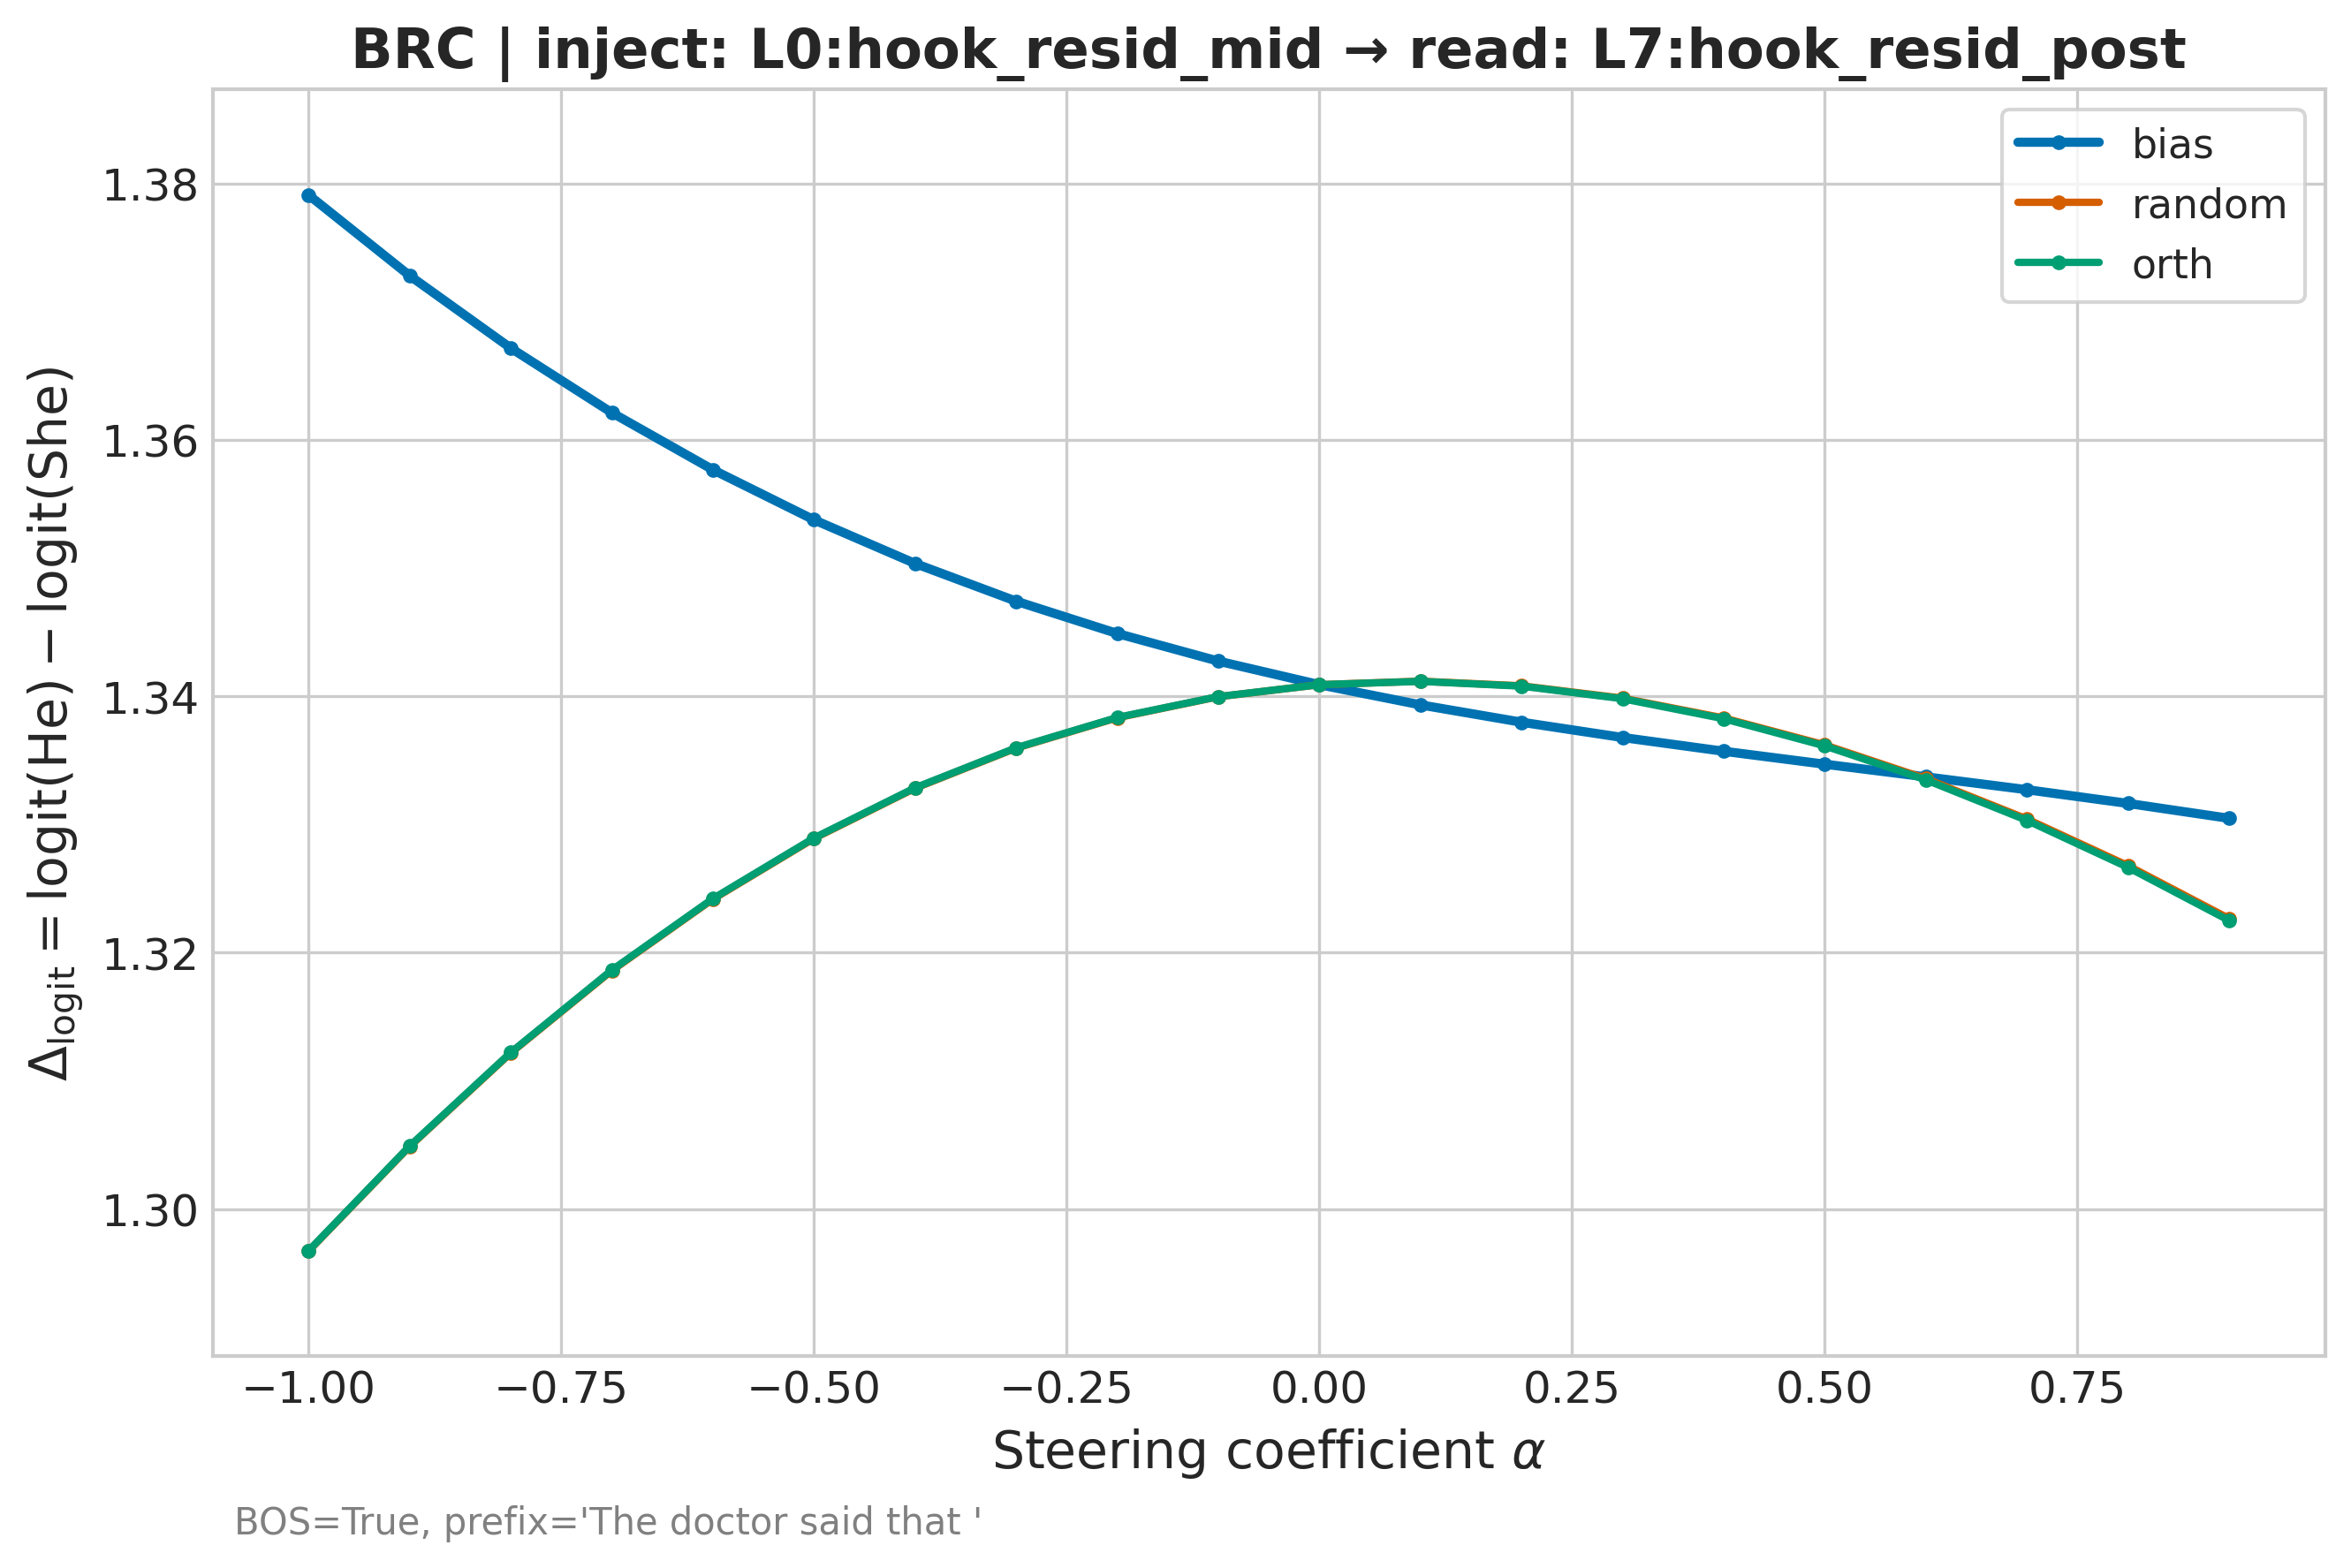 BRC | inject: L0:hook_resid_mid → read: L7:hook_resid_post
bias
random
orth
Δlogit = logit(He) − logit(She)
1.38
1.36
1.34
1.32
1.30
−1.00 −0.75 −0.50 −0.25 0.00 0.25 0.50 0.75
Steering coefficient α
BOS=True, prefix='The doctor said that '